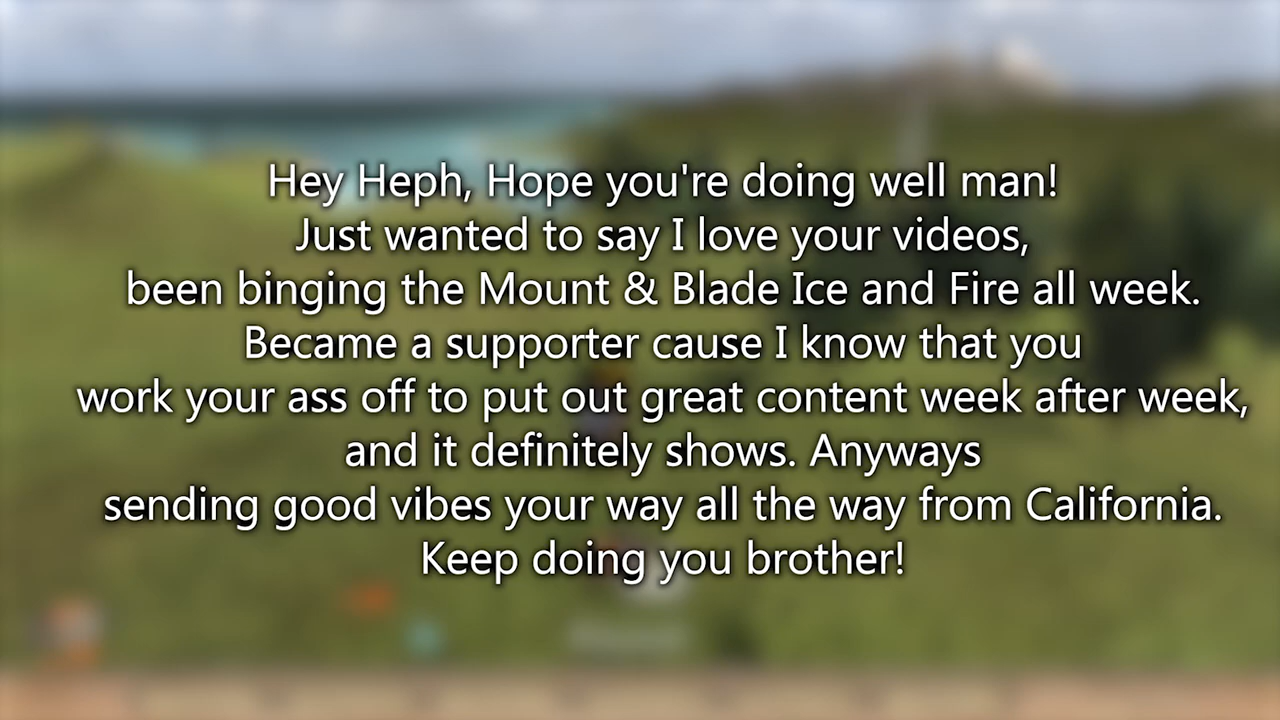 Hey Heph, Hope you're doing well man!
Just wanted to say I love your videos,
been binging the Mount & Blade Ice and Fire all week.
Became a supporter cause I know that you
work your ass off to put out great content week after week,
and it definitely shows. Anyways
sending good vibes your way all the way from California.
Keep doing you brother!